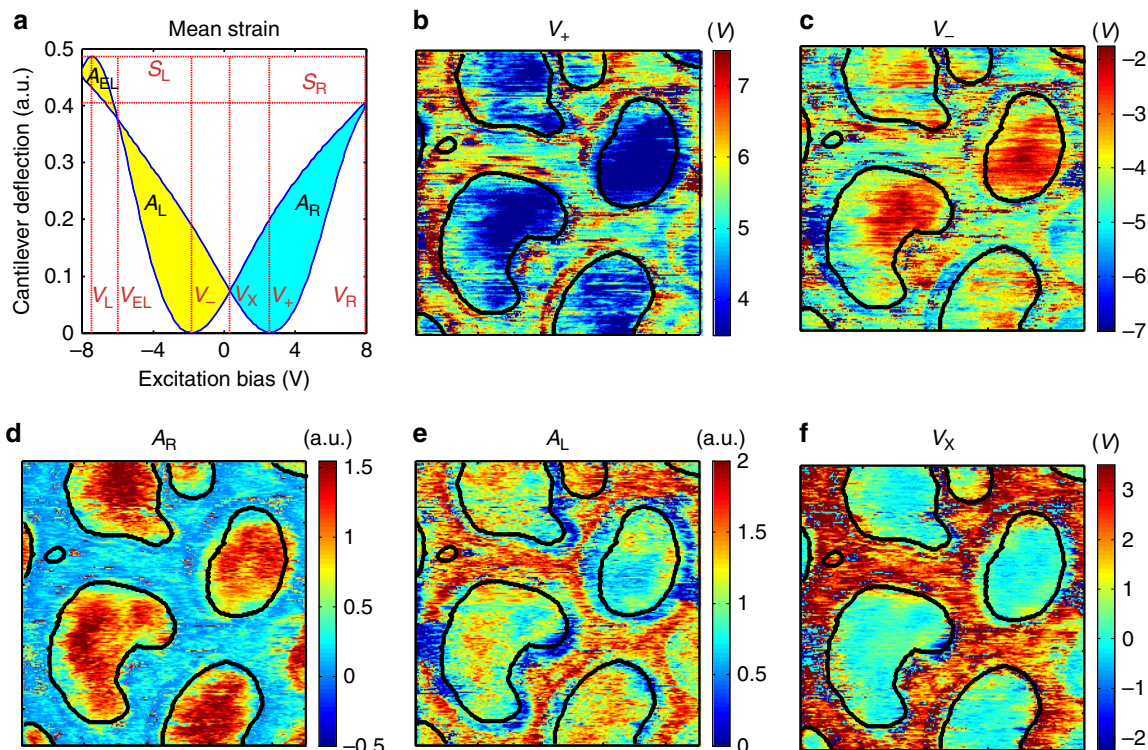 a
Mean strain
Cantilever deflection (a.u.)
0.5
0.4
0.3
0.2
0.1
0
A_EL
S_L
S_R
A_L
A_R
V_L
V_EL
V_–
V_X
V_+
V_R
–8
–4
0
4
8
Excitation bias (V)
b
V_+
(V)
7
6
5
4
c
V_–
(V)
–2
–3
–4
–5
–6
–7
d
A_R
(a.u.)
1.5
1
0.5
0
–0.5
e
A_L
(a.u.)
2
1.5
1
0.5
0
f
V_X
(V)
3
2
1
0
–1
–2